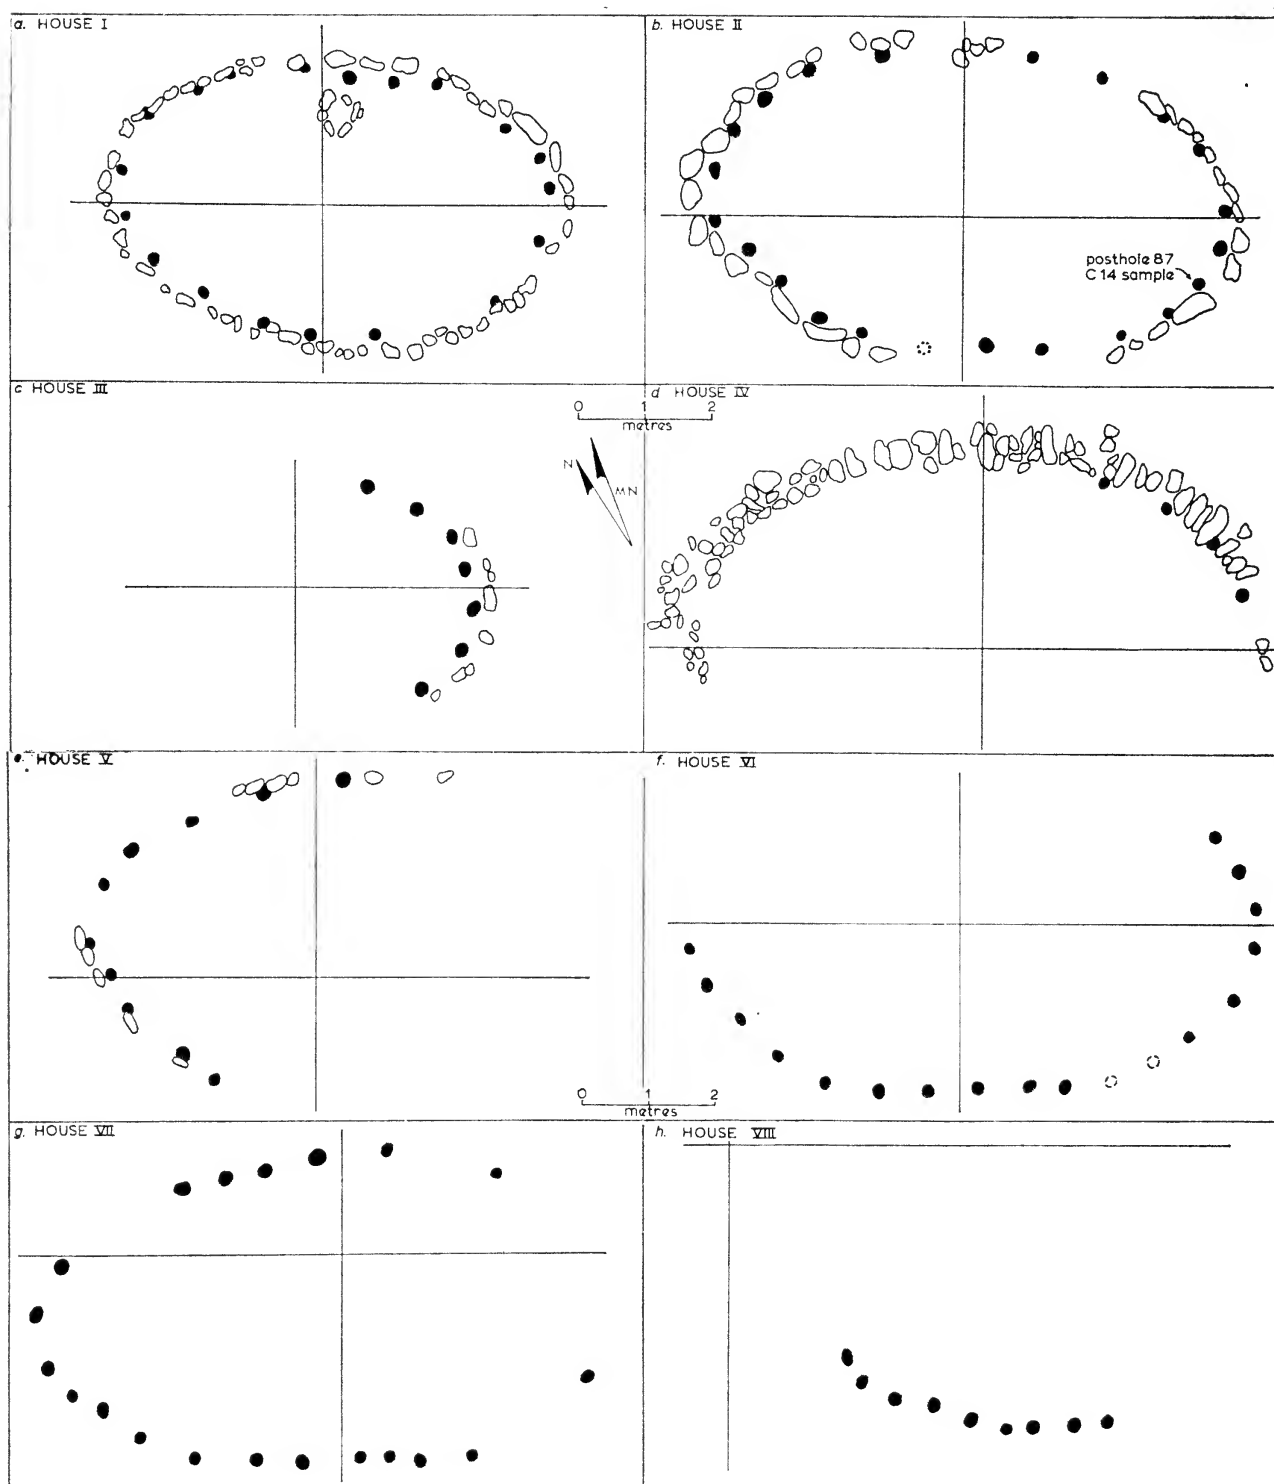 a. HOUSE I
b. HOUSE II
posthole 87
C 14 sample
c HOUSE III
0 1 2
metres
N
MN
d HOUSE IV
e. HOUSE V
0 1 2
metres
f. HOUSE VI
g. HOUSE VII
h. HOUSE VIII